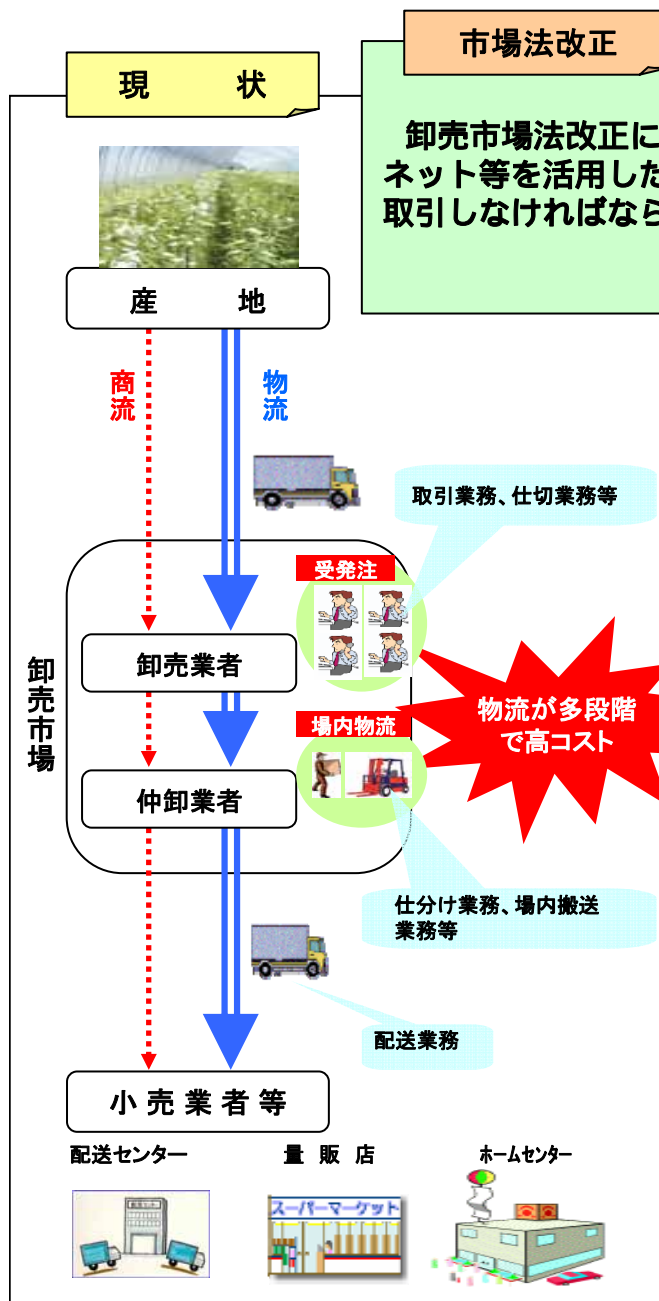 現 状
市場法改正
卸売市場法改正に
ネット等を活用した
取引しなければなら
産 地
商流
物流
取引業務、仕切業務等
受発注
卸売業者
卸売市場
場内物流
物流が多段階
で高コスト
仲卸業者
仕分け業務、場内搬送
業務等
配送業務
小売業者等
配送センター
量販店
ホームセンター
スーパーマーケット